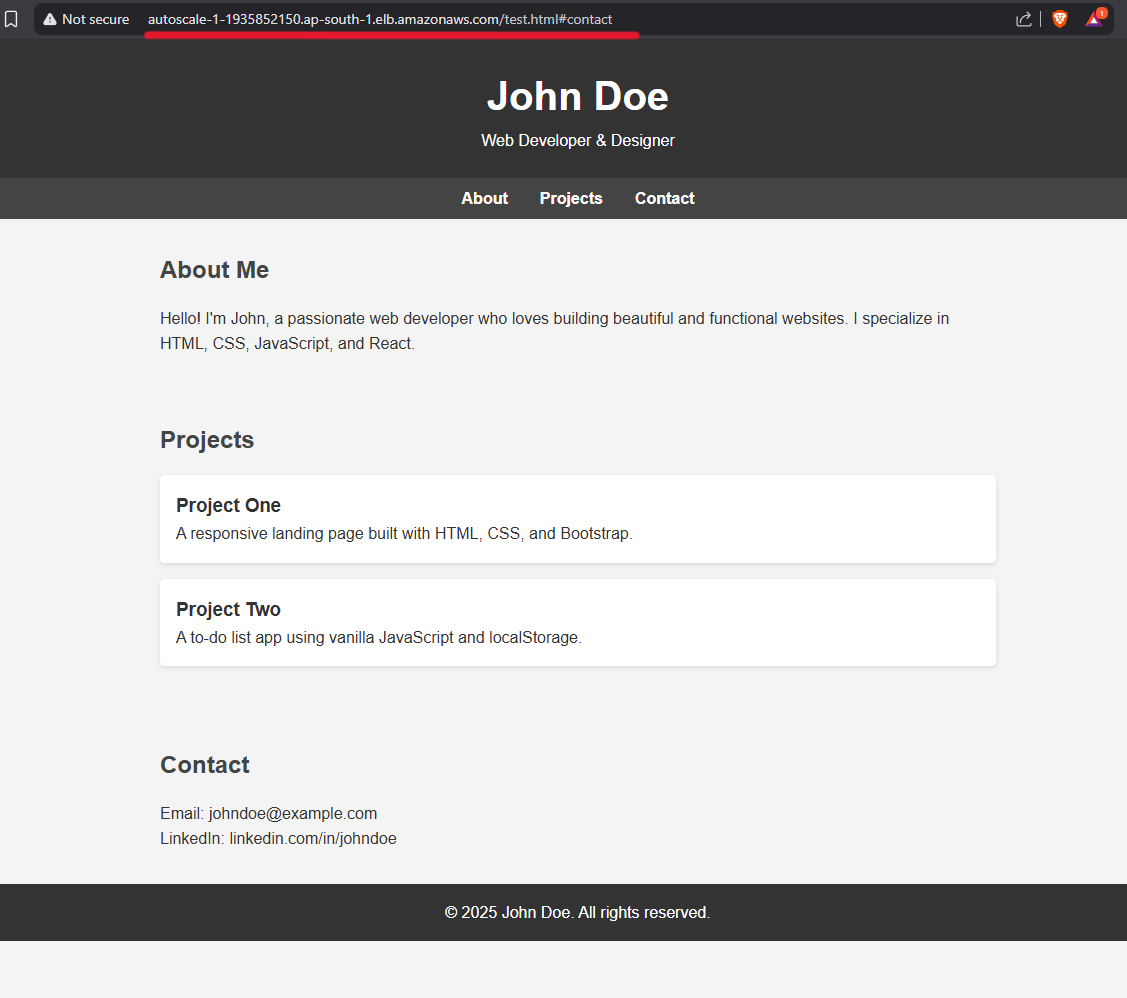 Not secure autoscale-1-1935852150.ap-south-1.elb.amazonaws.com/test.html#contact 1
John Doe
Web Developer & Designer
About Projects Contact
About Me
Hello! I'm John, a passionate web developer who loves building beautiful and functional websites. I specialize in
HTML, CSS, JavaScript, and React.
Projects
Project One
A responsive landing page built with HTML, CSS, and Bootstrap.
Project Two
A to-do list app using vanilla JavaScript and localStorage.
Contact
Email: johndoe@example.com
LinkedIn: linkedin.com/in/johndoe
© 2025 John Doe. All rights reserved.